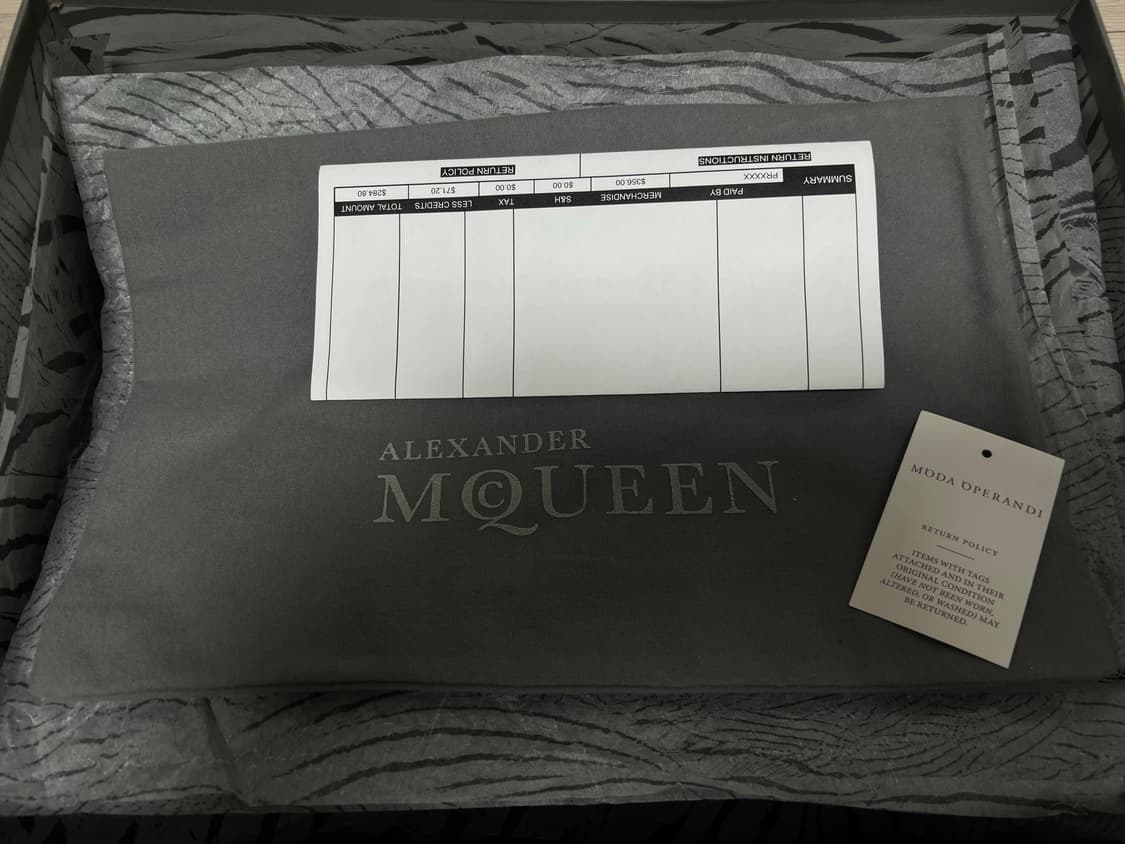 SUMMARY PAID BY MERCHANDISE S&H TAX LESS CREDITS TOTAL AMOUNT
PRXXXX $356.00 $0.00 $0.00 $71.20 $284.80
RETURN INSTRUCTIONS RETURN POLICY
ALEXANDER
MCQUEEN
MODA OPERANDI
RETURN POLICY
ITEMS WITH TAGS
ATTACHED AND IN THEIR
ORIGINAL CONDITION
(HAVE NOT BEEN WORN,
ALTERED, OR WASHED) MAY
BE RETURNED.